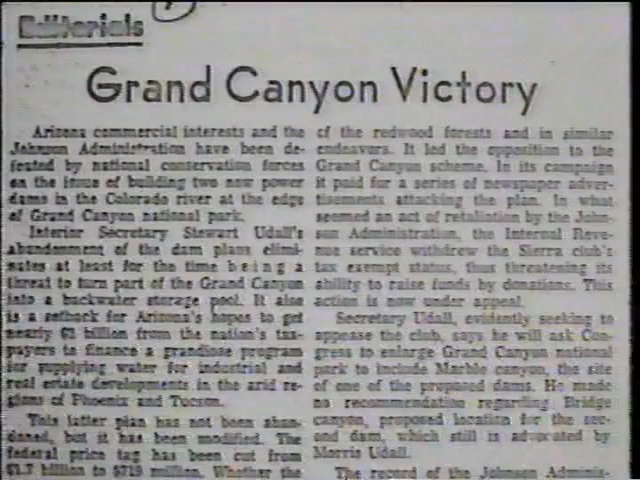 Editorials
Grand Canyon Victory
Arizona commercial interests and the
Johnson Administration have been de-
feated by national conservation forces
on the issue of building two new power
dams in the Colorado river at the edge
of Grand Canyon national park.
Interior Secretary Stewart Udall's
abandonment of the dam plans elimi-
nates at least for the time being a
threat to turn part of the Grand Canyon
into a backwater storage pool. It also
is a setback for Arizona's hopes to get
nearly $2 billion from the nation's tax-
payers to finance a grandiose program
for supplying water for industrial and
real estate developments in the arid re-
gions of Phoenix and Tucson.
This latter plan has not been aban-
doned, but it has been modified. The
federal price tag has been cut from
$1.7 billion to $719 million. Whether the
of the redwood forests and in similar
endeavors. It led the opposition to the
Grand Canyon scheme. In its campaign
it paid for a series of newspaper adver-
tisements attacking the plan. In what
seemed an act of retaliation by the John-
son Administration, the Internal Reve-
nue service withdrew the Sierra club's
tax exempt status, thus threatening its
ability to raise funds by donations. This
action is now under appeal.
Secretary Udall, evidently seeking to
appease the club, says he will ask Con-
gress to enlarge Grand Canyon national
park to include Marble canyon, the site
of one of the proposed dams. He made
no recommendation regarding Bridge
canyon, proposed location for the sec-
ond dam, which still is advocated by
Morris Udall.
The record of the Johnson Adminis-